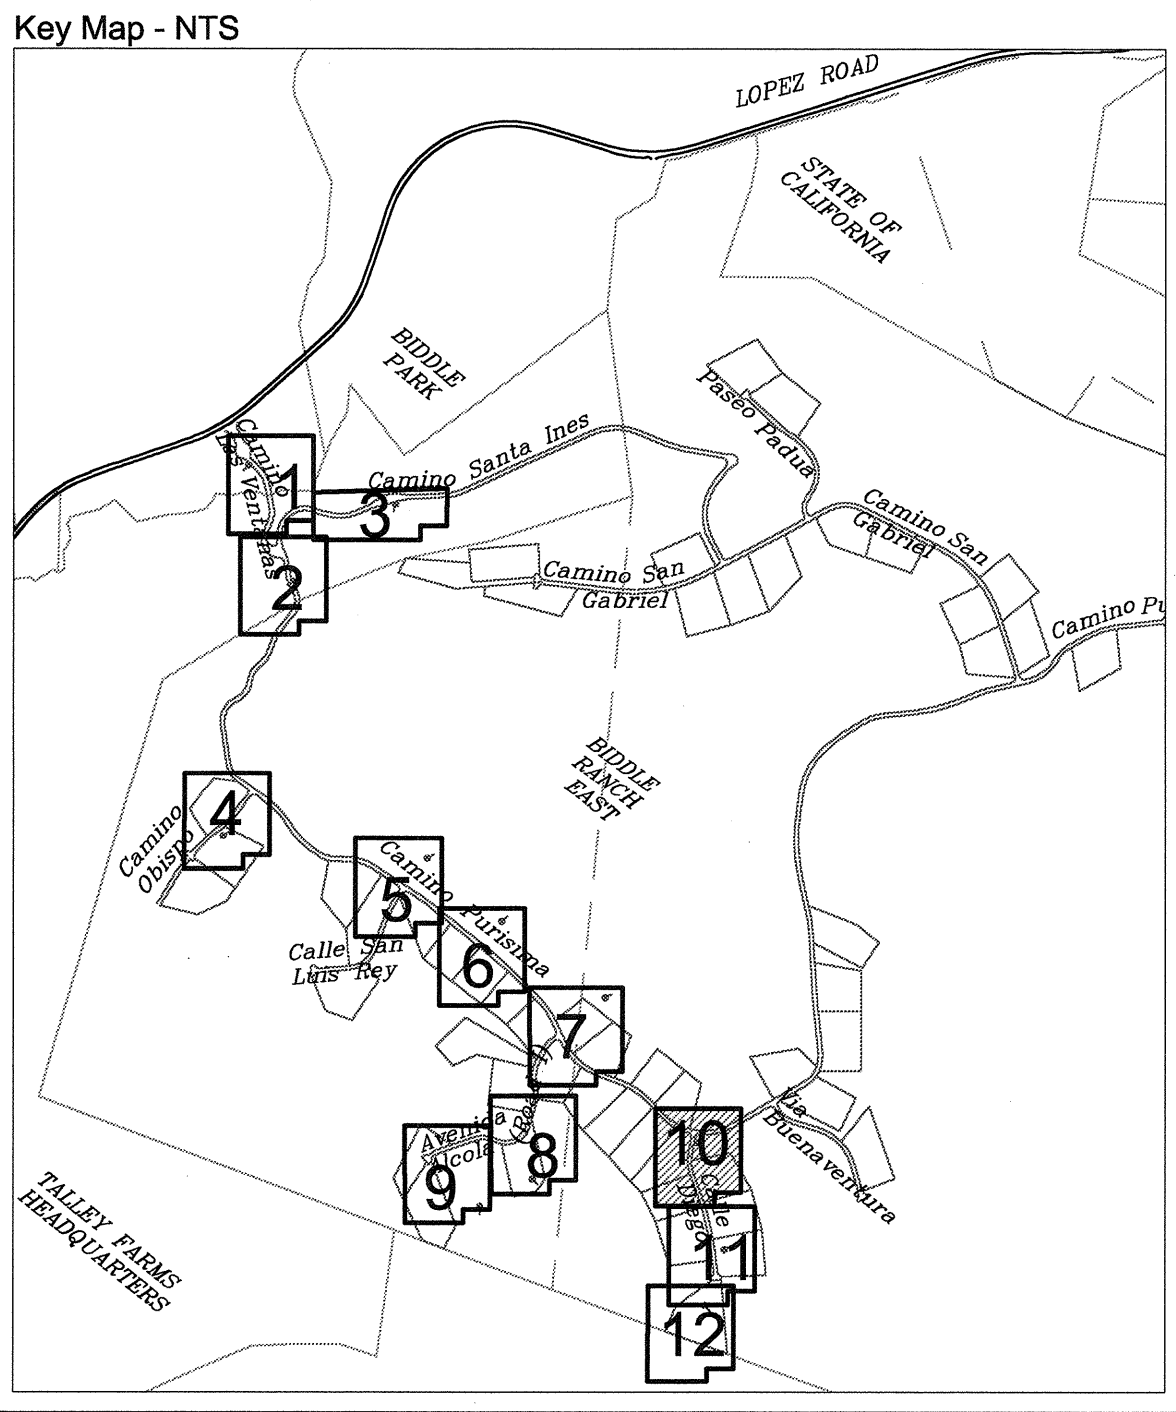 Key Map - NTS
LOPEZ ROAD
STATE OF
CALIFORNIA
BIDDLE
PARK
Paseo Padua
Camino
Las Ventanas
1
Camino Santa Ines
3
2
Camino San
Gabriel
Camino San
Gabriel
Camino Pu
BIDDLE
RANCH
EAST
4
Camino
Obispo
5
Camino Purisima
Calle San
Luis Rey
6
7
Avenida
Alcola
8
9
10
Via
Buenaventura
Calle
Diego
11
12
TALLEY FARMS
HEADQUARTERS